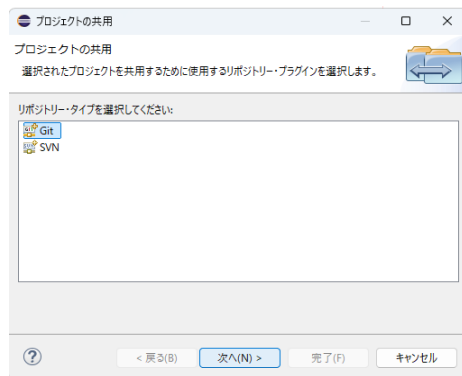 プロジェクトの共用
プロジェクトの共用
選択されたプロジェクトを共用するために使用するリポジトリー・プラグインを選択します。
リポジトリー・タイプを選択してください:
Git
SVN
? < 戻る(B) 次へ(N) > 完了(F) キャンセル